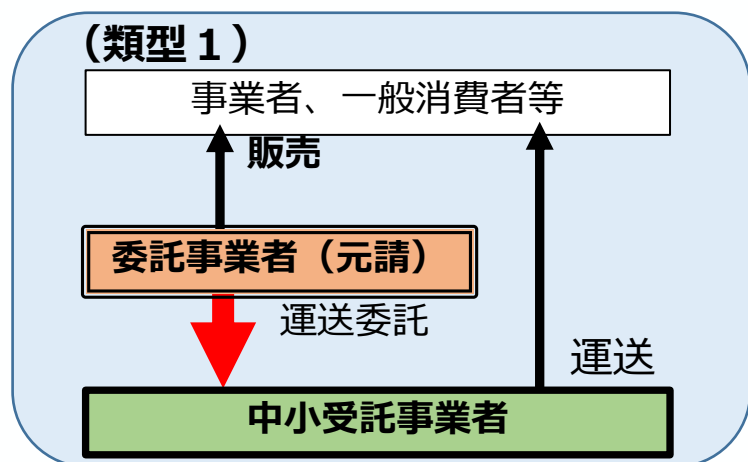 （類型１）
事業者、一般消費者等
販売
委託事業者（元請）
運送委託
運送
中小受託事業者